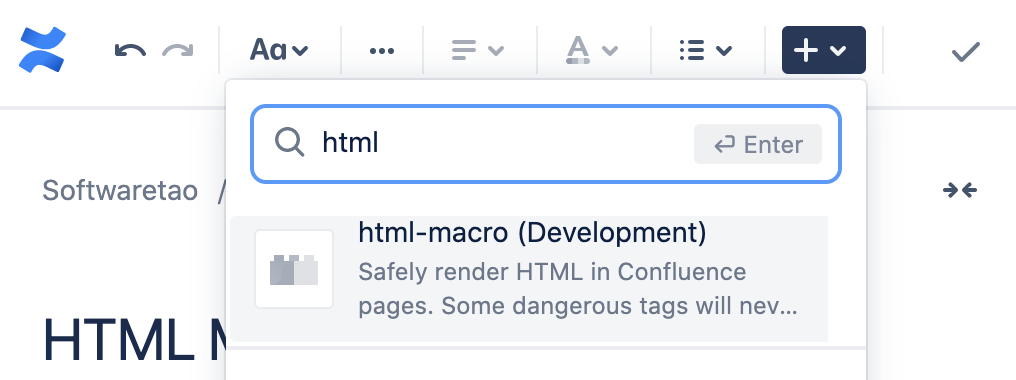 Aa
A
html
Enter
Softwaretao /
html-macro (Development)
Safely render HTML in Confluence
pages. Some dangerous tags will nev...
HTML